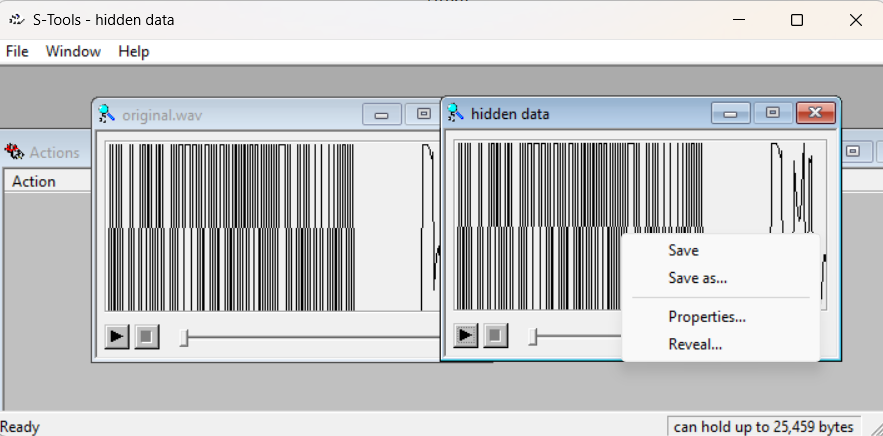 S-Tools - hidden data
File Window Help
original.wav
hidden data
Actions
Action
Save
Save as...
Properties...
Reveal...
Ready
can hold up to 25,459 bytes